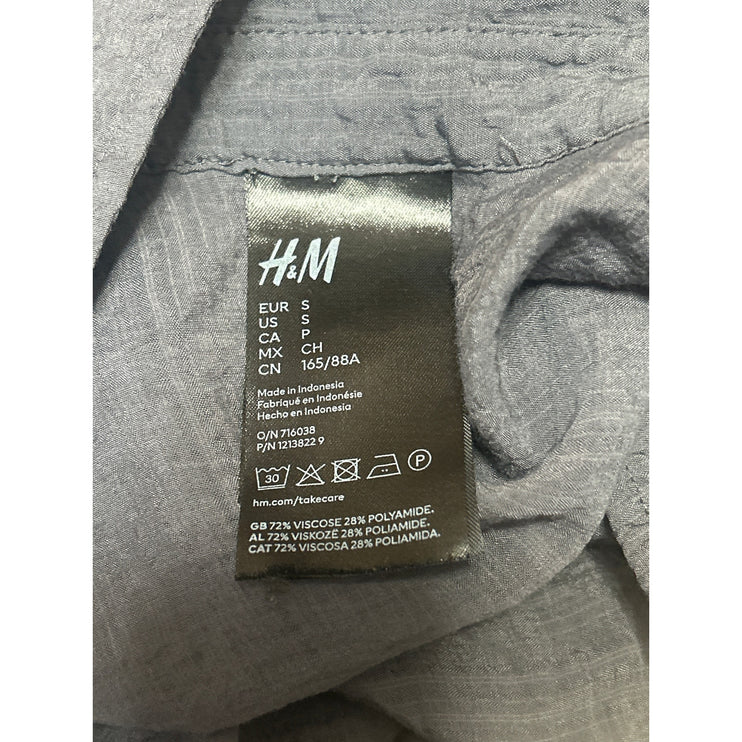 H&M
EUR S
US S
CA P
MX CH
CN 165/88A
Made in Indonesia
Fabriqué en Indonésie
Hecho en Indonesia
O/N 716038
P/N 1213822 9
30 P
hm.com/takecare
GB 72% VISCOSE 28% POLYAMIDE.
AL 72% VISKOZË 28% POLIAMIDE.
CAT 72% VISCOSA 28% POLIAMIDA.